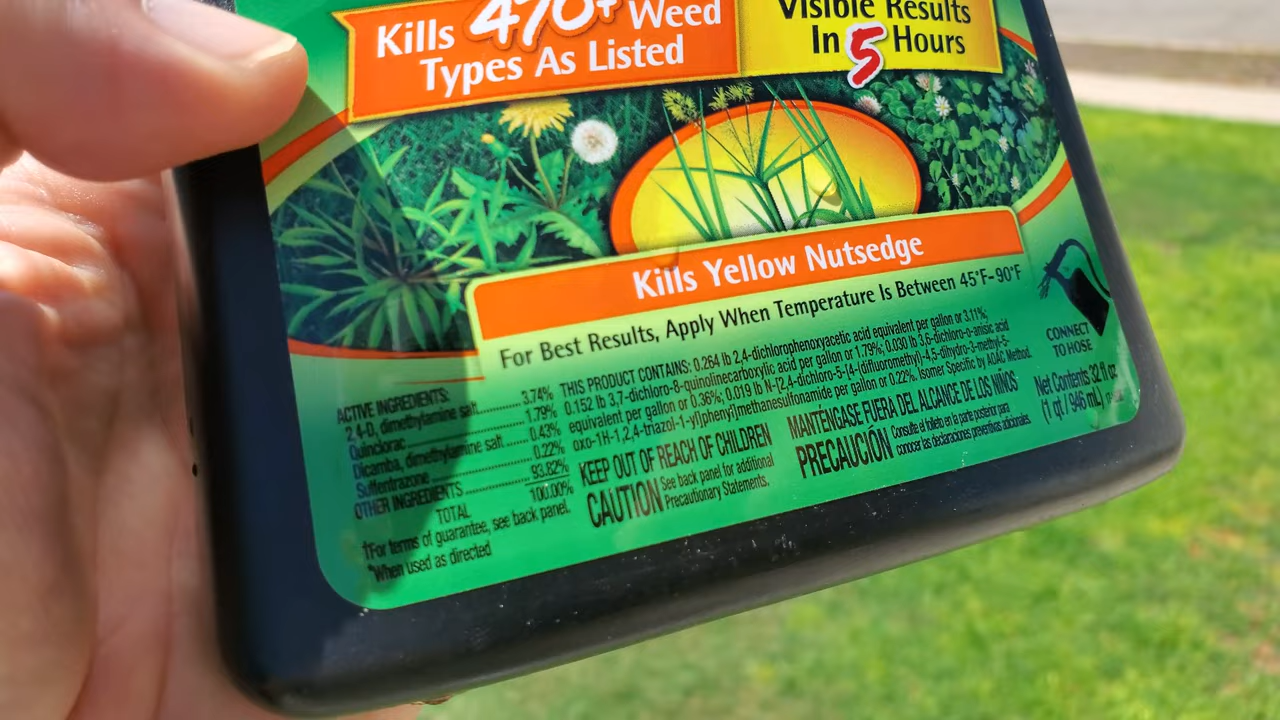 Kills 470+ Weed
Types As Listed
Visible Results
In 5 Hours
Kills Yellow Nutsedge
For Best Results, Apply When Temperature Is Between 45°F-90°F
CONNECT
TO HOSE
ACTIVE INGREDIENTS:
2,4-D, dimethylamine salt.......... 3.74%
Quinclorac.......... 1.79%
Dicamba, dimethylamine salt.......... 0.43%
Sulfentrazone.......... 0.22%
OTHER INGREDIENTS.......... 93.82%
TOTAL 100.00%
†For terms of guarantee, see back panel.
*When used as directed
THIS PRODUCT CONTAINS: 0.264 lb 2,4-dichlorophenoxyacetic acid equivalent per gallon or 3.11%;
0.152 lb 3,7-dichloro-8-quinolinecarboxylic acid per gallon or 1.79%; 0.030 lb 3,6-dichloro-o-anisic acid
equivalent per gallon or 0.36%; 0.019 lb N-[2,4-dichloro-5-[4-(difluoromethyl)-4,5-dihydro-3-methyl-5-
oxo-1H-1,2,4-triazol-1-yl]phenyl]methanesulfonamide per gallon or 0.22%. Isomer Specific by AOAC Method.
KEEP OUT OF REACH OF CHILDREN
CAUTION See back panel for additional
Precautionary Statements.
MANTÉNGASE FUERA DEL ALCANCE DE LOS NIÑOS
PRECAUCIÓN Consulte el folleto en la parte posterior para
conocer las declaraciones preventivas adicionales.
Net Contents 32 fl oz
(1 qt / 946 mL)